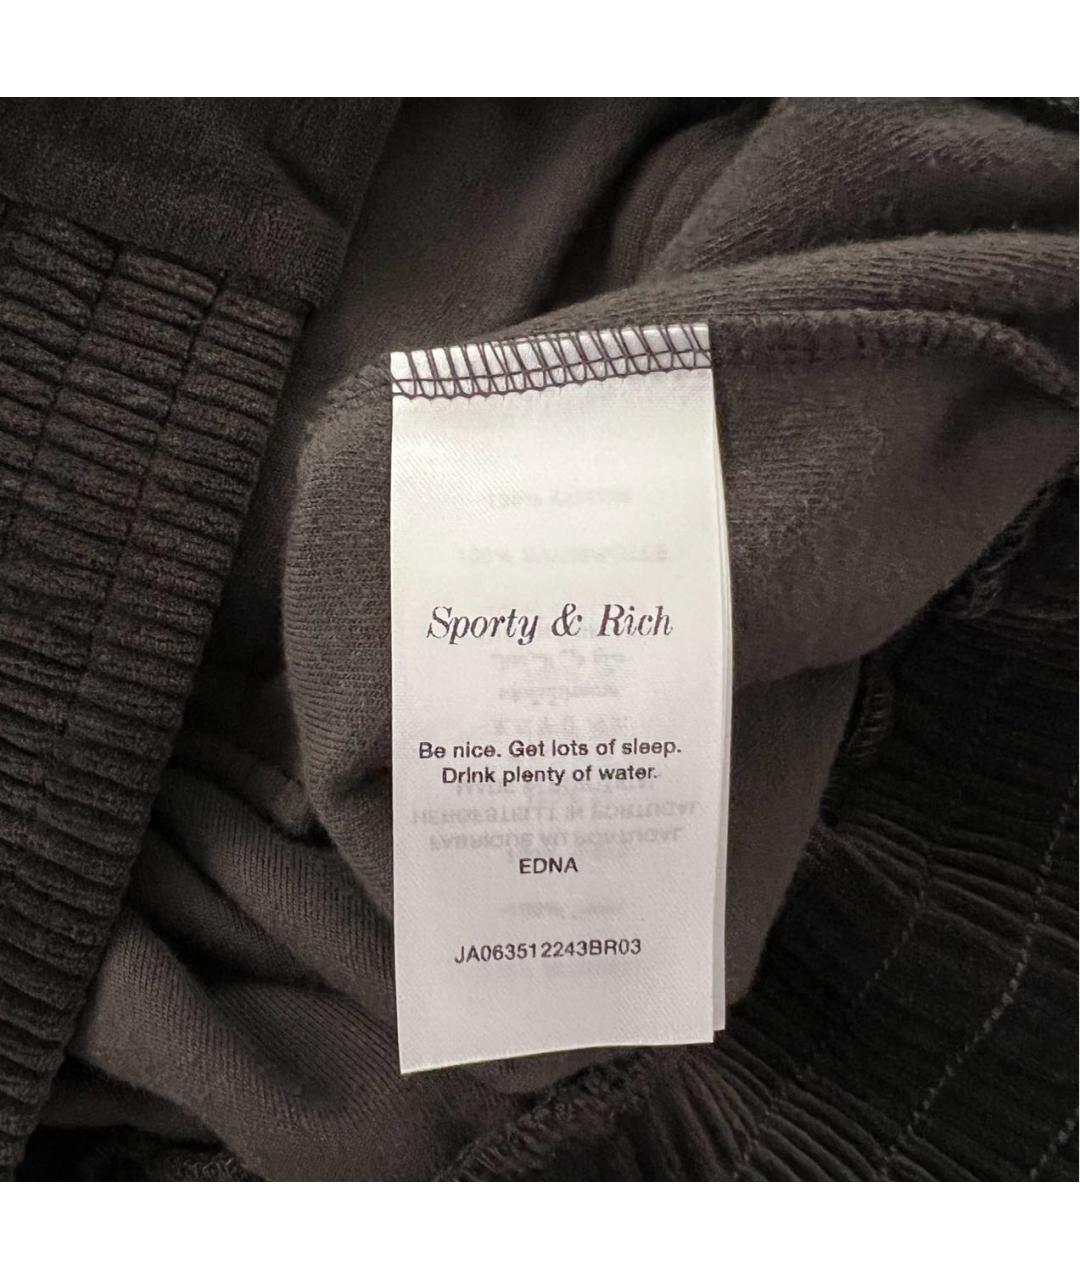 Sporty & Rich
Be nice. Get lots of sleep.
Drink plenty of water.
EDNA
JA063512243BR03